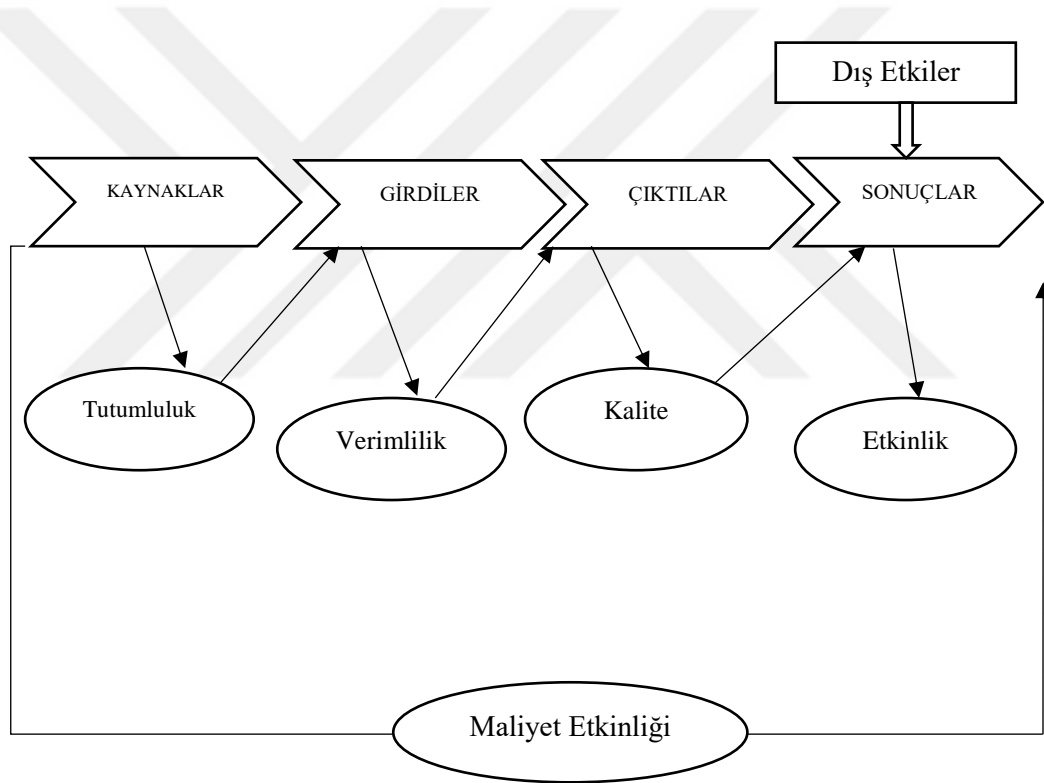 Dış Etkiler
KAYNAKLAR
GİRDİLER
ÇIKTILAR
SONUÇLAR
Tutumluluk
Verimlilik
Kalite
Etkinlik
Maliyet Etkinliği